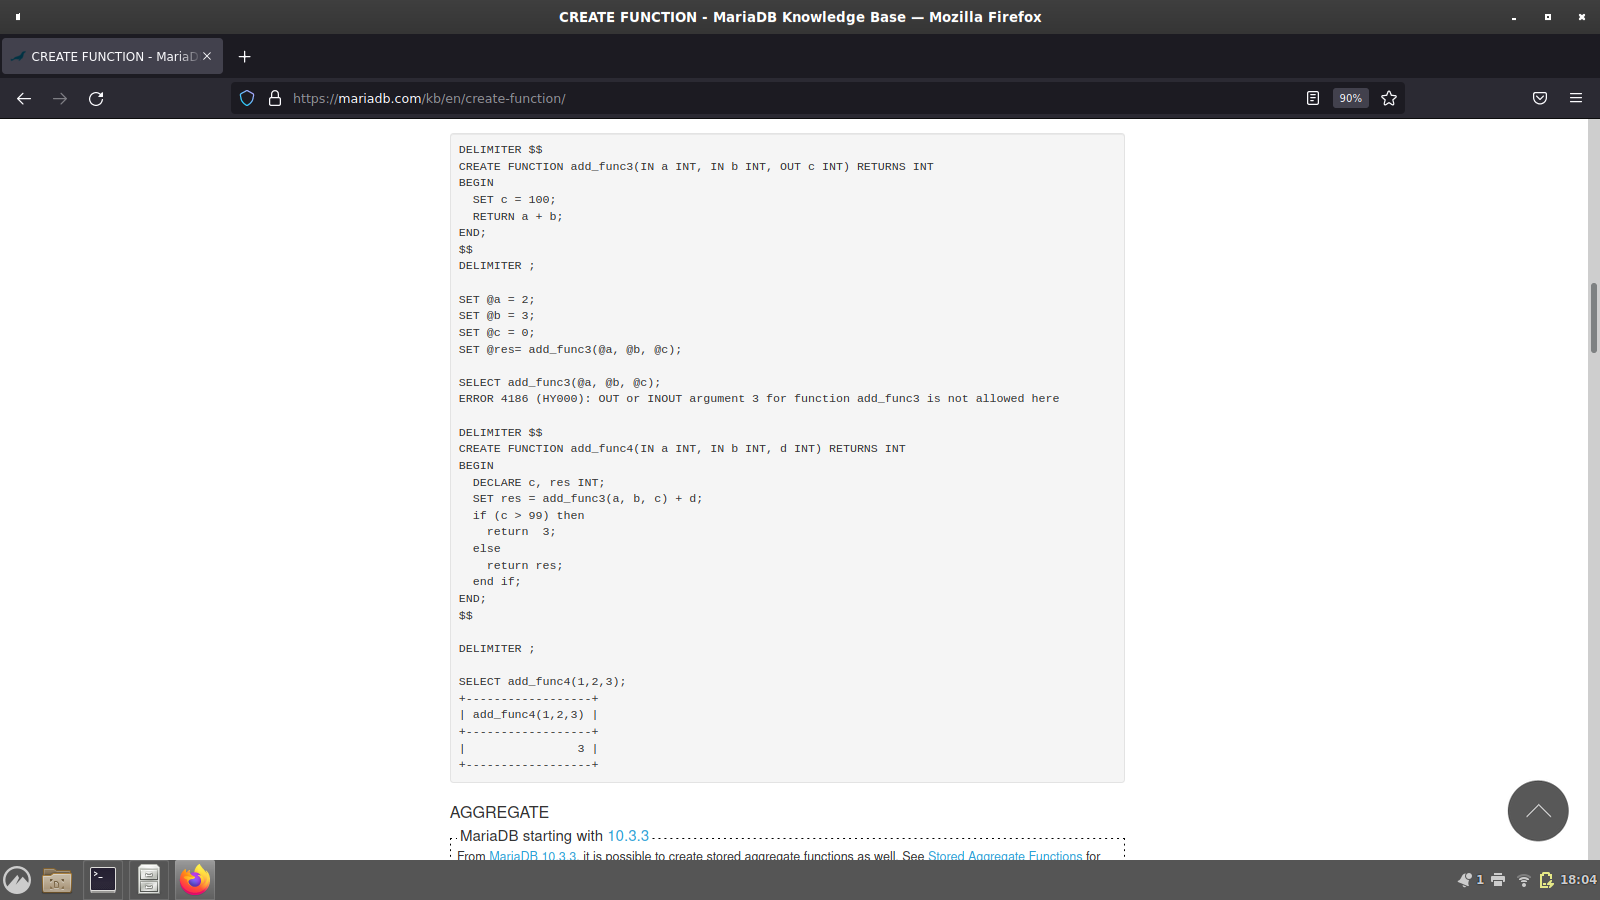 CREATE FUNCTION - MariaDB Knowledge Base — Mozilla Firefox
CREATE FUNCTION - MariaD
https://mariadb.com/kb/en/create-function/
90%
DELIMITER $$
CREATE FUNCTION add_func3(IN a INT, IN b INT, OUT c INT) RETURNS INT
BEGIN
  SET c = 100;
  RETURN a + b;
END;
$$
DELIMITER ;
SET @a = 2;
SET @b = 3;
SET @c = 0;
SET @res= add_func3(@a, @b, @c);
SELECT add_func3(@a, @b, @c);
ERROR 4186 (HY000): OUT or INOUT argument 3 for function add_func3 is not allowed here
DELIMITER $$
CREATE FUNCTION add_func4(IN a INT, IN b INT, d INT) RETURNS INT
BEGIN
  DECLARE c, res INT;
  SET res = add_func3(a, b, c) + d;
  if (c > 99) then
    return  3;
  else
    return res;
  end if;
END;
$$
DELIMITER ;
SELECT add_func4(1,2,3);
+------------------+
| add_func4(1,2,3) |
+------------------+
|                3 |
+------------------+
AGGREGATE
MariaDB starting with 10.3.3
From MariaDB 10.3.3, it is possible to create stored aggregate functions as well. See Stored Aggregate Functions for
1
18:04